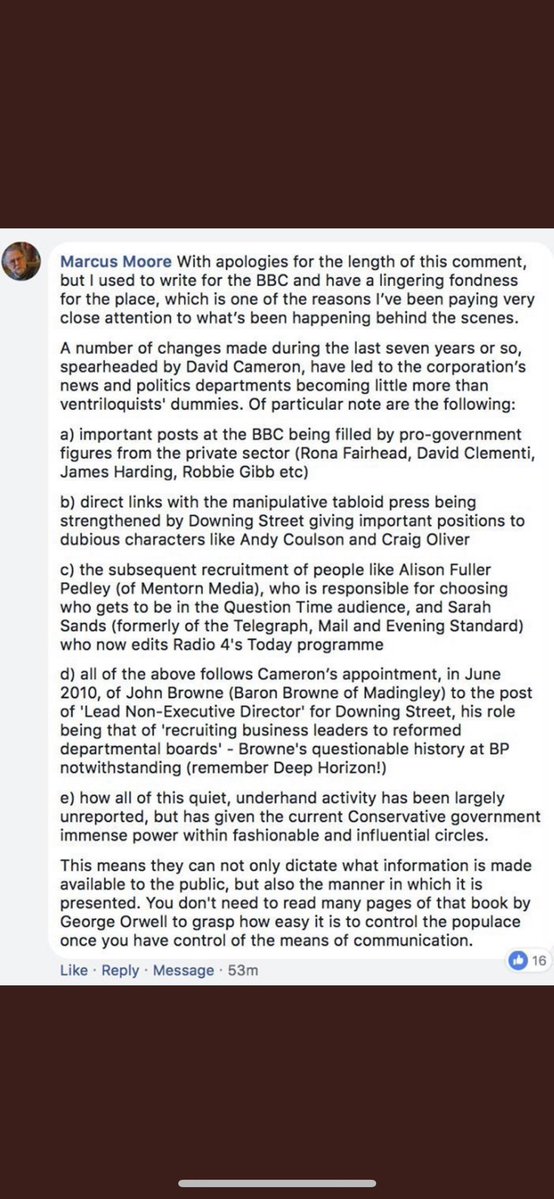 Marcus Moore With apologies for the length of this comment,
but I used to write for the BBC and have a lingering fondness
for the place, which is one of the reasons I've been paying very
close attention to what's been happening behind the scenes.
A number of changes made during the last seven years or so,
spearheaded by David Cameron, have led to the corporation's
news and politics departments becoming little more than
ventriloquists' dummies. Of particular note are the following:
a) important posts at the BBC being filled by pro-government
figures from the private sector (Rona Fairhead, David Clementi,
James Harding, Robbie Gibb etc)
b) direct links with the manipulative tabloid press being
strengthened by Downing Street giving important positions to
dubious characters like Andy Coulson and Craig Oliver
c) the subsequent recruitment of people like Alison Fuller
Pedley (of Mentorn Media), who is responsible for choosing
who gets to be in the Question Time audience, and Sarah
Sands (formerly of the Telegraph, Mail and Evening Standard)
who now edits Radio 4's Today programme
d) all of the above follows Cameron's appointment, in June
2010, of John Browne (Baron Browne of Madingley) to the post
of 'Lead Non-Executive Director' for Downing Street, his role
being that of 'recruiting business leaders to reformed
departmental boards' - Browne's questionable history at BP
notwithstanding (remember Deep Horizon!)
e) how all of this quiet, underhand activity has been largely
unreported, but has given the current Conservative government
immense power within fashionable and influential circles.
This means they can not only dictate what information is made
available to the public, but also the manner in which it is
presented. You don't need to read many pages of that book by
George Orwell to grasp how easy it is to control the populace
once you have control of the means of communication.
Like · Reply · Message · 53m
16